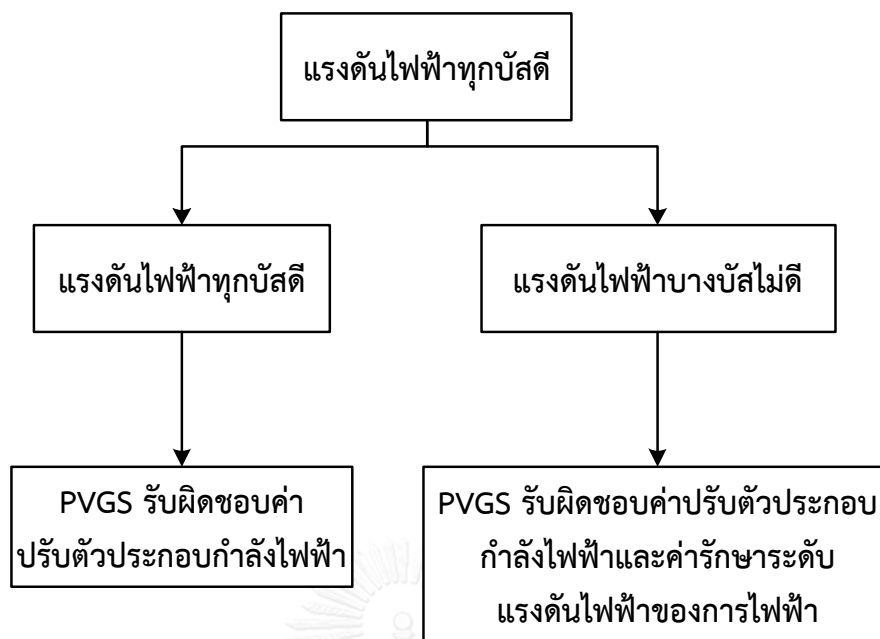 แรงดันไฟฟ้าทุกบัสดี
แรงดันไฟฟ้าทุกบัสดี
แรงดันไฟฟ้าบางบัสไม่ดี
PVGS รับผิดชอบค่า
ปรับตัวประกอบกำลังไฟฟ้า
PVGS รับผิดชอบค่าปรับตัวประกอบ
กำลังไฟฟ้าและค่ารักษาระดับ
แรงดันไฟฟ้าของการไฟฟ้า